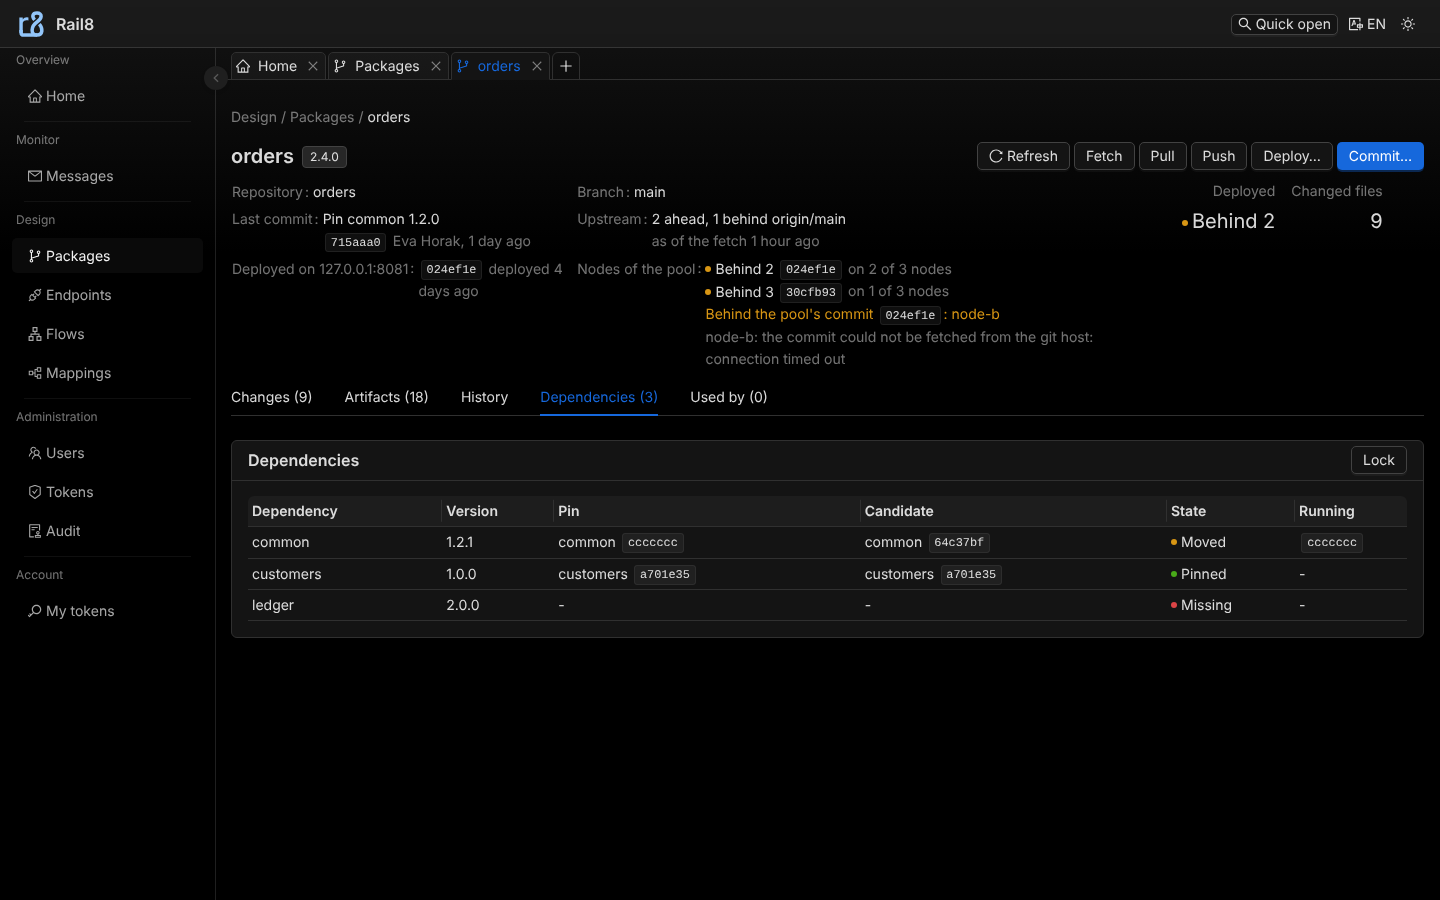 Rail8
Quick open
EN
Overview
Home
Monitor
Messages
Design
Packages
Endpoints
Flows
Mappings
Administration
Users
Tokens
Audit
Account
My tokens
Home
Packages
orders
Design / Packages / orders
orders 2.4.0
Refresh
Fetch
Pull
Push
Deploy...
Commit...
Repository: orders
Branch: main
Last commit: Pin common 1.2.0
715aaa0 Eva Horak, 1 day ago
Upstream: 2 ahead, 1 behind origin/main
as of the fetch 1 hour ago
Deployed on 127.0.0.1:8081: 024ef1e deployed 4
days ago
Nodes of the pool: Behind 2 024ef1e on 2 of 3 nodes
Behind 3 30cfb93 on 1 of 3 nodes
Behind the pool's commit 024ef1e : node-b
node-b: the commit could not be fetched from the git host:
connection timed out
Deployed
Behind 2
Changed files
9
Changes (9)
Artifacts (18)
History
Dependencies (3)
Used by (0)
Dependencies
Lock
Dependency Version Pin Candidate State Running
common 1.2.1 common ccccccc common 64c37bf Moved ccccccc
customers 1.0.0 customers a701e35 customers a701e35 Pinned -
ledger 2.0.0 - - Missing -